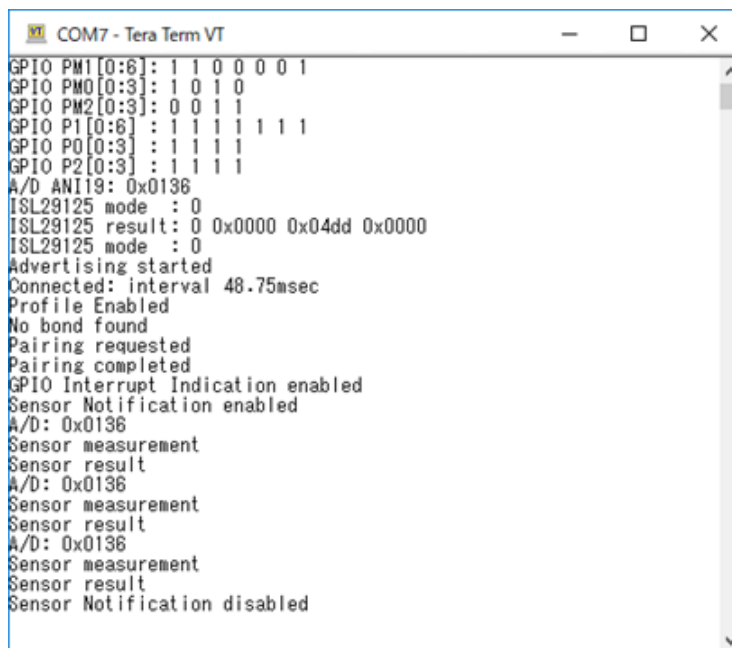 COM7 - Tera Term VT
GPIO PM1[0:6]: 1 1 0 0 0 0 1
GPIO PM0[0:3]: 1 0 1 0
GPIO PM2[0:3]: 0 0 1 1
GPIO P1[0:6] : 1 1 1 1 1 1 1
GPIO P0[0:3] : 1 1 1 1
GPIO P2[0:3] : 1 1 1 1
A/D ANI19: 0x0136
ISL29125 mode  : 0
ISL29125 result: 0 0x0000 0x04dd 0x0000
ISL29125 mode  : 0
Advertising started
Connected: interval 48.75msec
Profile Enabled
No bond found
Pairing requested
Pairing completed
GPIO Interrupt Indication enabled
Sensor Notification enabled
A/D: 0x0136
Sensor measurement
Sensor result
A/D: 0x0136
Sensor measurement
Sensor result
A/D: 0x0136
Sensor measurement
Sensor result
Sensor Notification disabled